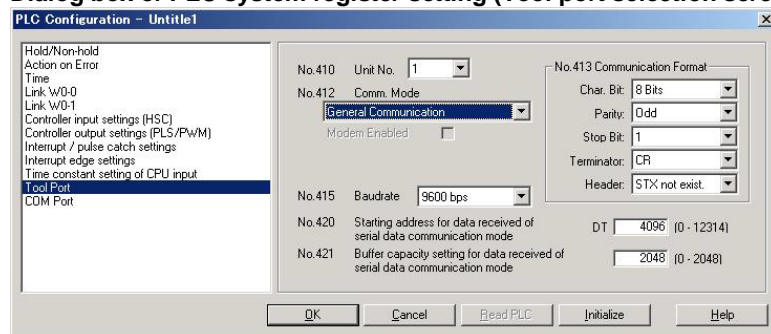 PLC Configuration - Untitle1
Hold/Non-hold
Action on Error
Time
Link W0-0
Link W0-1
Controller input settings (HSC)
Controller output settings (PLS/PWM)
Interrupt / pulse catch settings
Interrupt edge settings
Time constant setting of CPU input
Tool Port
COM Port
No.410 Unit No. 1
No.412 Comm. Mode
General Communication
Modem Enabled
No.415 Baudrate 9600 bps
No.413 Communication Format
Char. Bit: 8 Bits
Parity: Odd
Stop Bit: 1
Terminator: CR
Header: STX not exist.
No.420 Starting address for data received of
serial data communication mode
DT 4096 (0 - 12314)
No.421 Buffer capacity setting for data received of
serial data communication mode
2048 (0 - 2048)
OK Cancel Read PLC Initialize Help